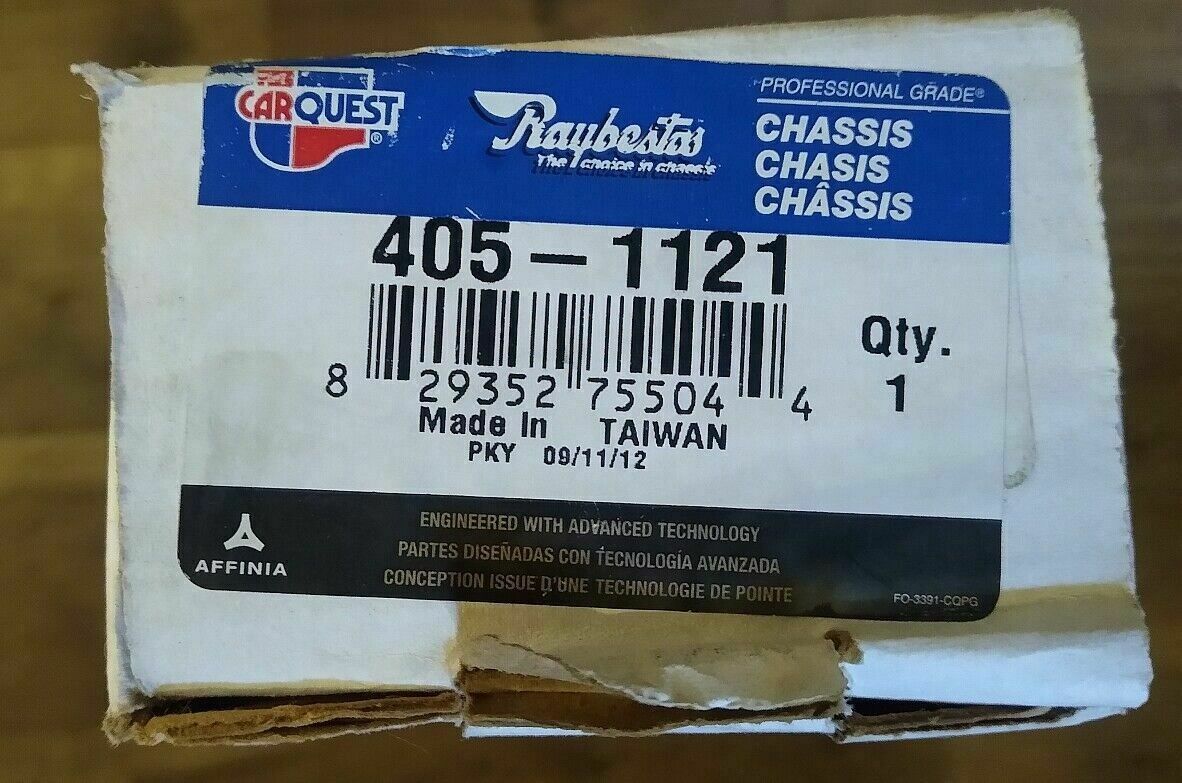 CARQUEST®
Raybestos
The 1st choice in chassis
PROFESSIONAL GRADE®
CHASSIS
CHASIS
CHÂSSIS
405-1121
8 29352 75504 4
Qty.
1
Made In TAIWAN
PKY 09/11/12
AFFINIA
ENGINEERED WITH ADVANCED TECHNOLOGY
PARTES DISEÑADAS CON TECNOLOGÍA AVANZADA
CONCEPTION ISSUE D'UNE TECHNOLOGIE DE POINTE
FO-3391-CQPG